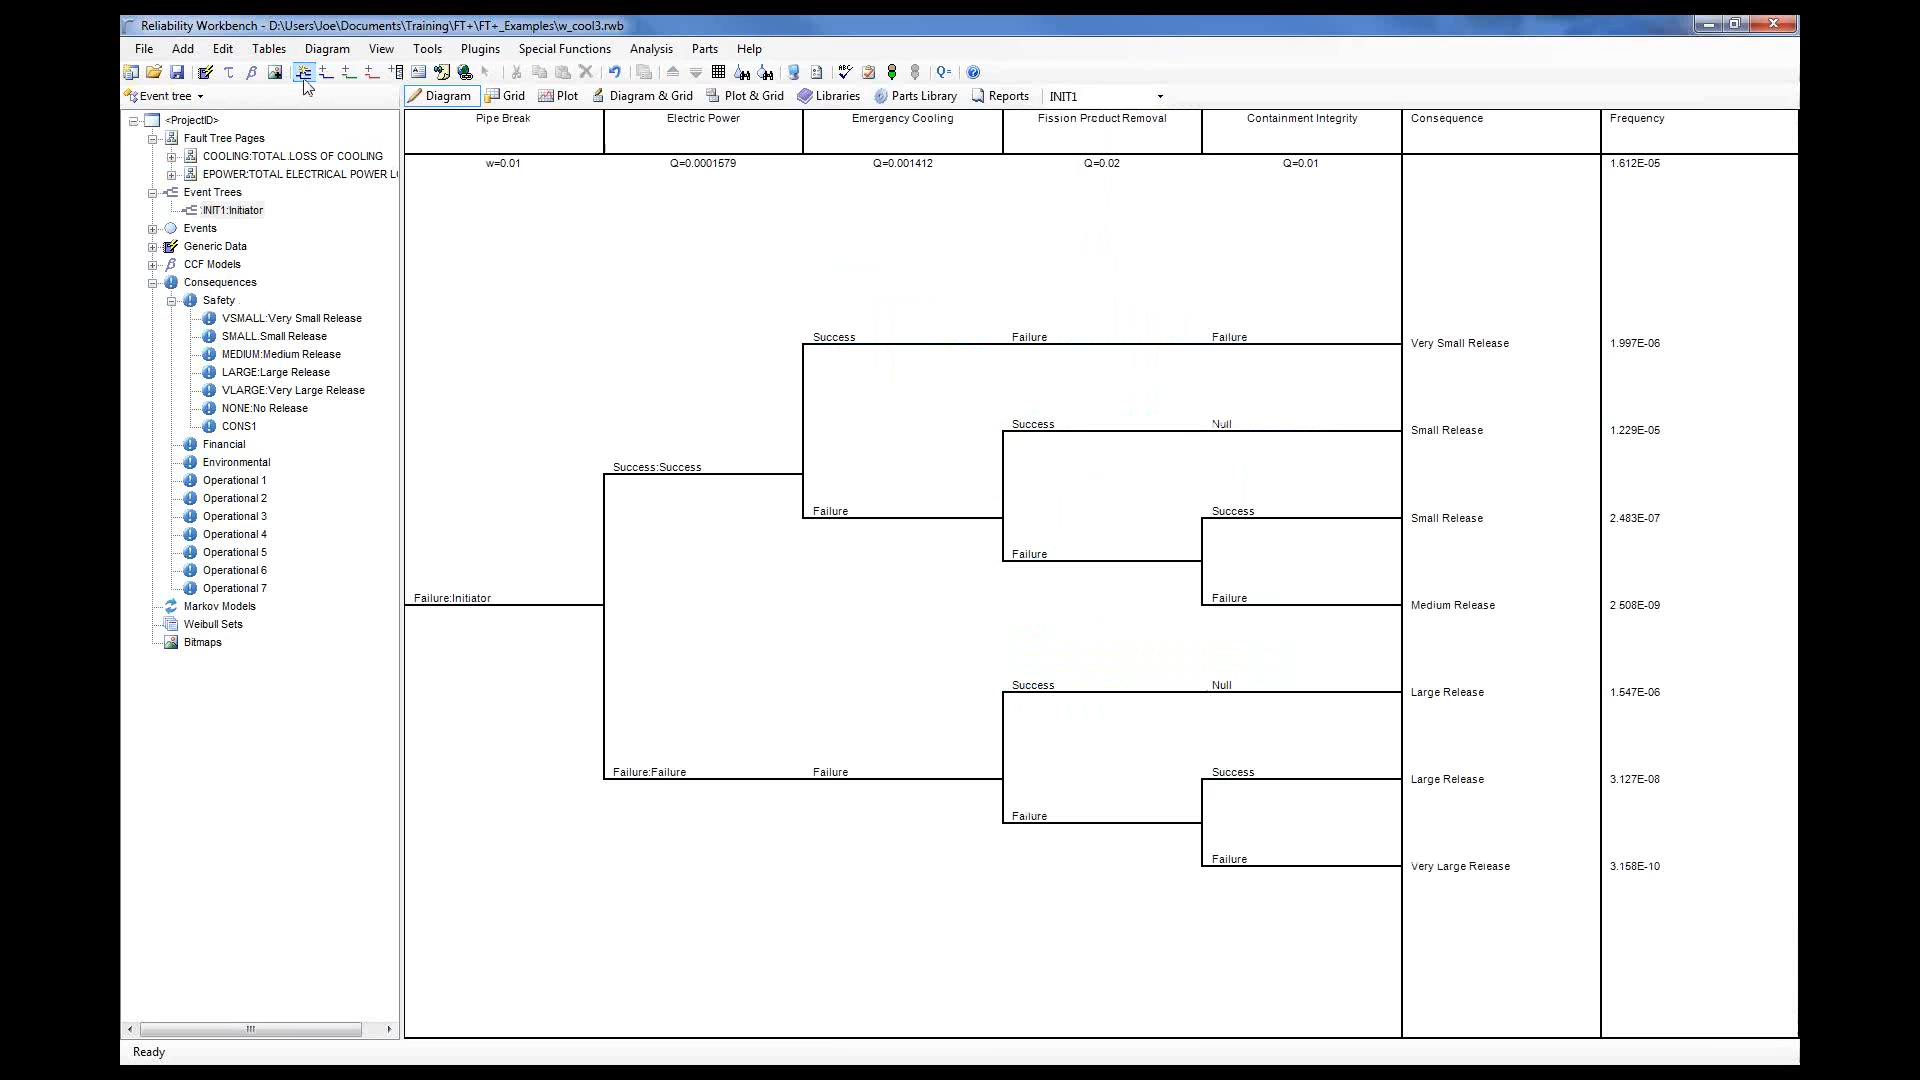 Reliability Workbench - D:\Users\Joe\Documents\Training\FT+\FT+_Examples\w_cool3.rwb
File Add Edit Tables Diagram View Tools Plugins Special Functions Analysis Parts Help
Q=
Event tree
Diagram Grid Plot Diagram & Grid Plot & Grid Libraries Parts Library Reports INIT1
<ProjectID>
Fault Tree Pages
COOLING:TOTAL LOSS OF COOLING
EPOWER:TOTAL ELECTRICAL POWER L
Event Trees
INIT1:Initiator
Events
Generic Data
CCF Models
Consequences
Safety
VSMALL:Very Small Release
SMALL:Small Release
MEDIUM:Medium Release
LARGE:Large Release
VLARGE:Very Large Release
NONE:No Release
CONS1
Financial
Environmental
Operational 1
Operational 2
Operational 3
Operational 4
Operational 5
Operational 6
Operational 7
Markov Models
Weibull Sets
Bitmaps
Pipe Break Electric Power Emergency Cooling Fission Product Removal Containment Integrity Consequence Frequency
w=0.01 Q=0.0001579 Q=0.001412 Q=0.02 Q=0.01 1.612E-05
Success Failure Failure Very Small Release 1.997E-06
Success Null Small Release 1.229E-05
Success:Success
Failure Success Small Release 2.483E-07
Failure
Failure:Initiator Failure Medium Release 2.508E-09
Success Null Large Release 1.547E-06
Failure:Failure Failure Success Large Release 3.127E-08
Failure
Failure Very Large Release 3.158E-10
Ready